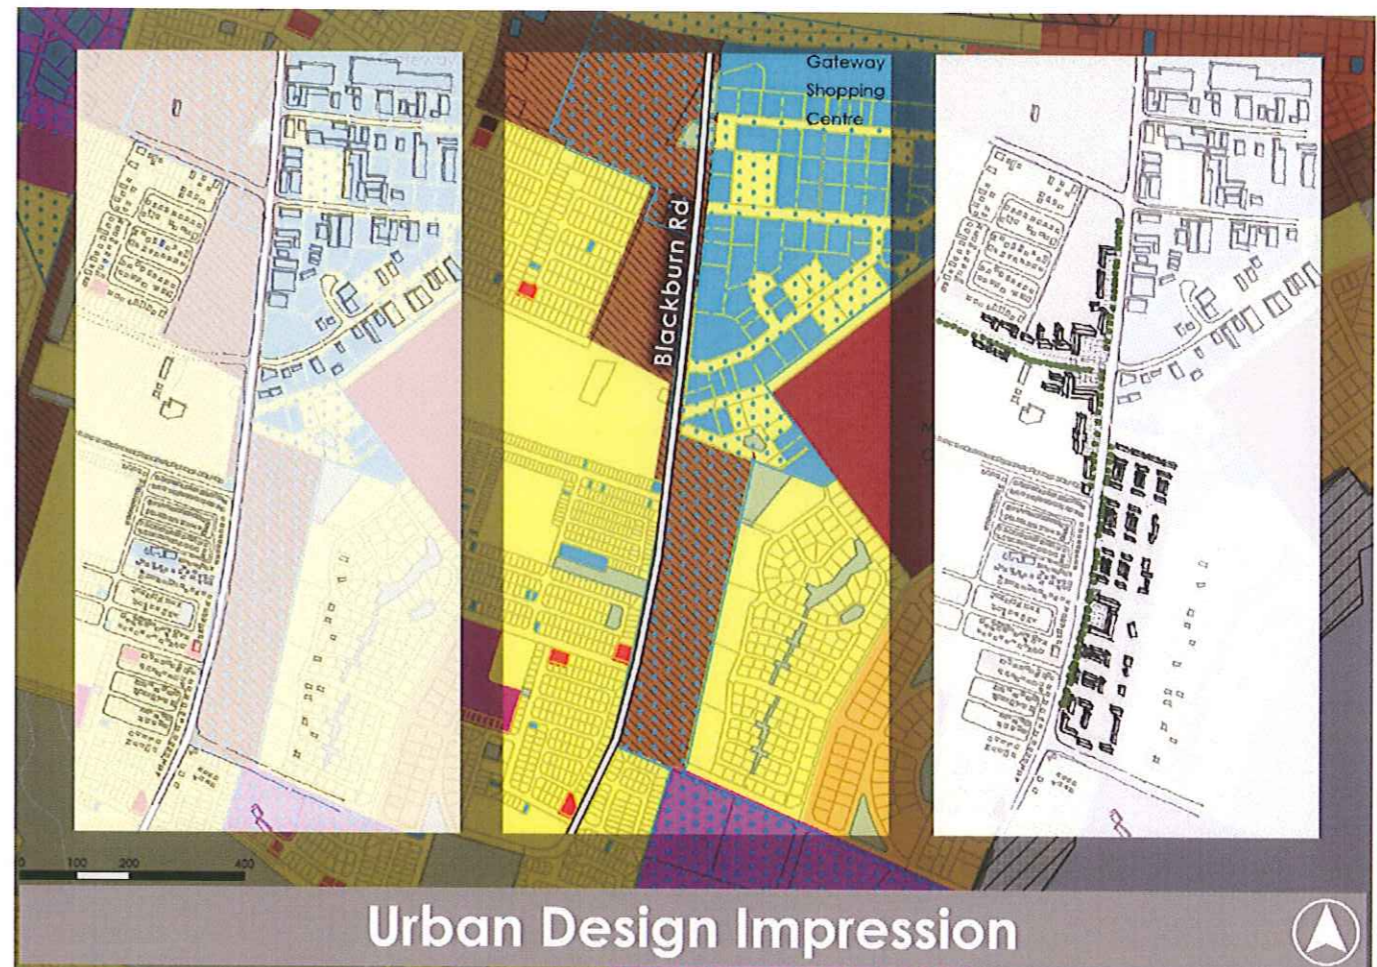 Gateway
Shopping
Centre
Blackburn Rd
0 100 200 400
Urban Design Impression